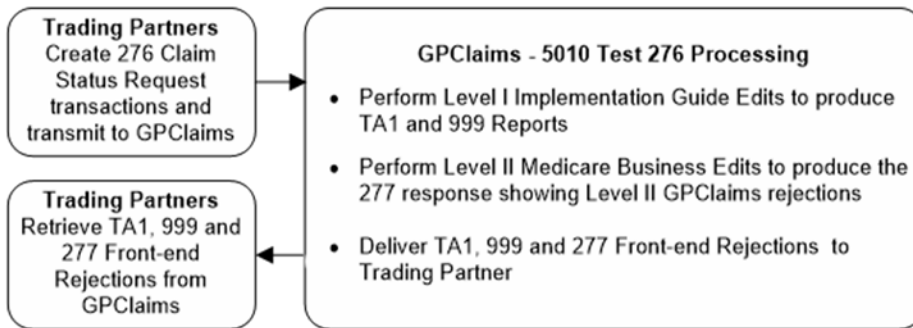 Trading Partners
Create 276 Claim
Status Request
transactions and
transmit to GPClaims
Trading Partners
Retrieve TA1, 999 and
277 Front-end
Rejections from
GPClaims
GPClaims - 5010 Test 276 Processing
• Perform Level I Implementation Guide Edits to produce
TA1 and 999 Reports
• Perform Level II Medicare Business Edits to produce the
277 response showing Level II GPClaims rejections
• Deliver TA1, 999 and 277 Front-end Rejections to
Trading Partner